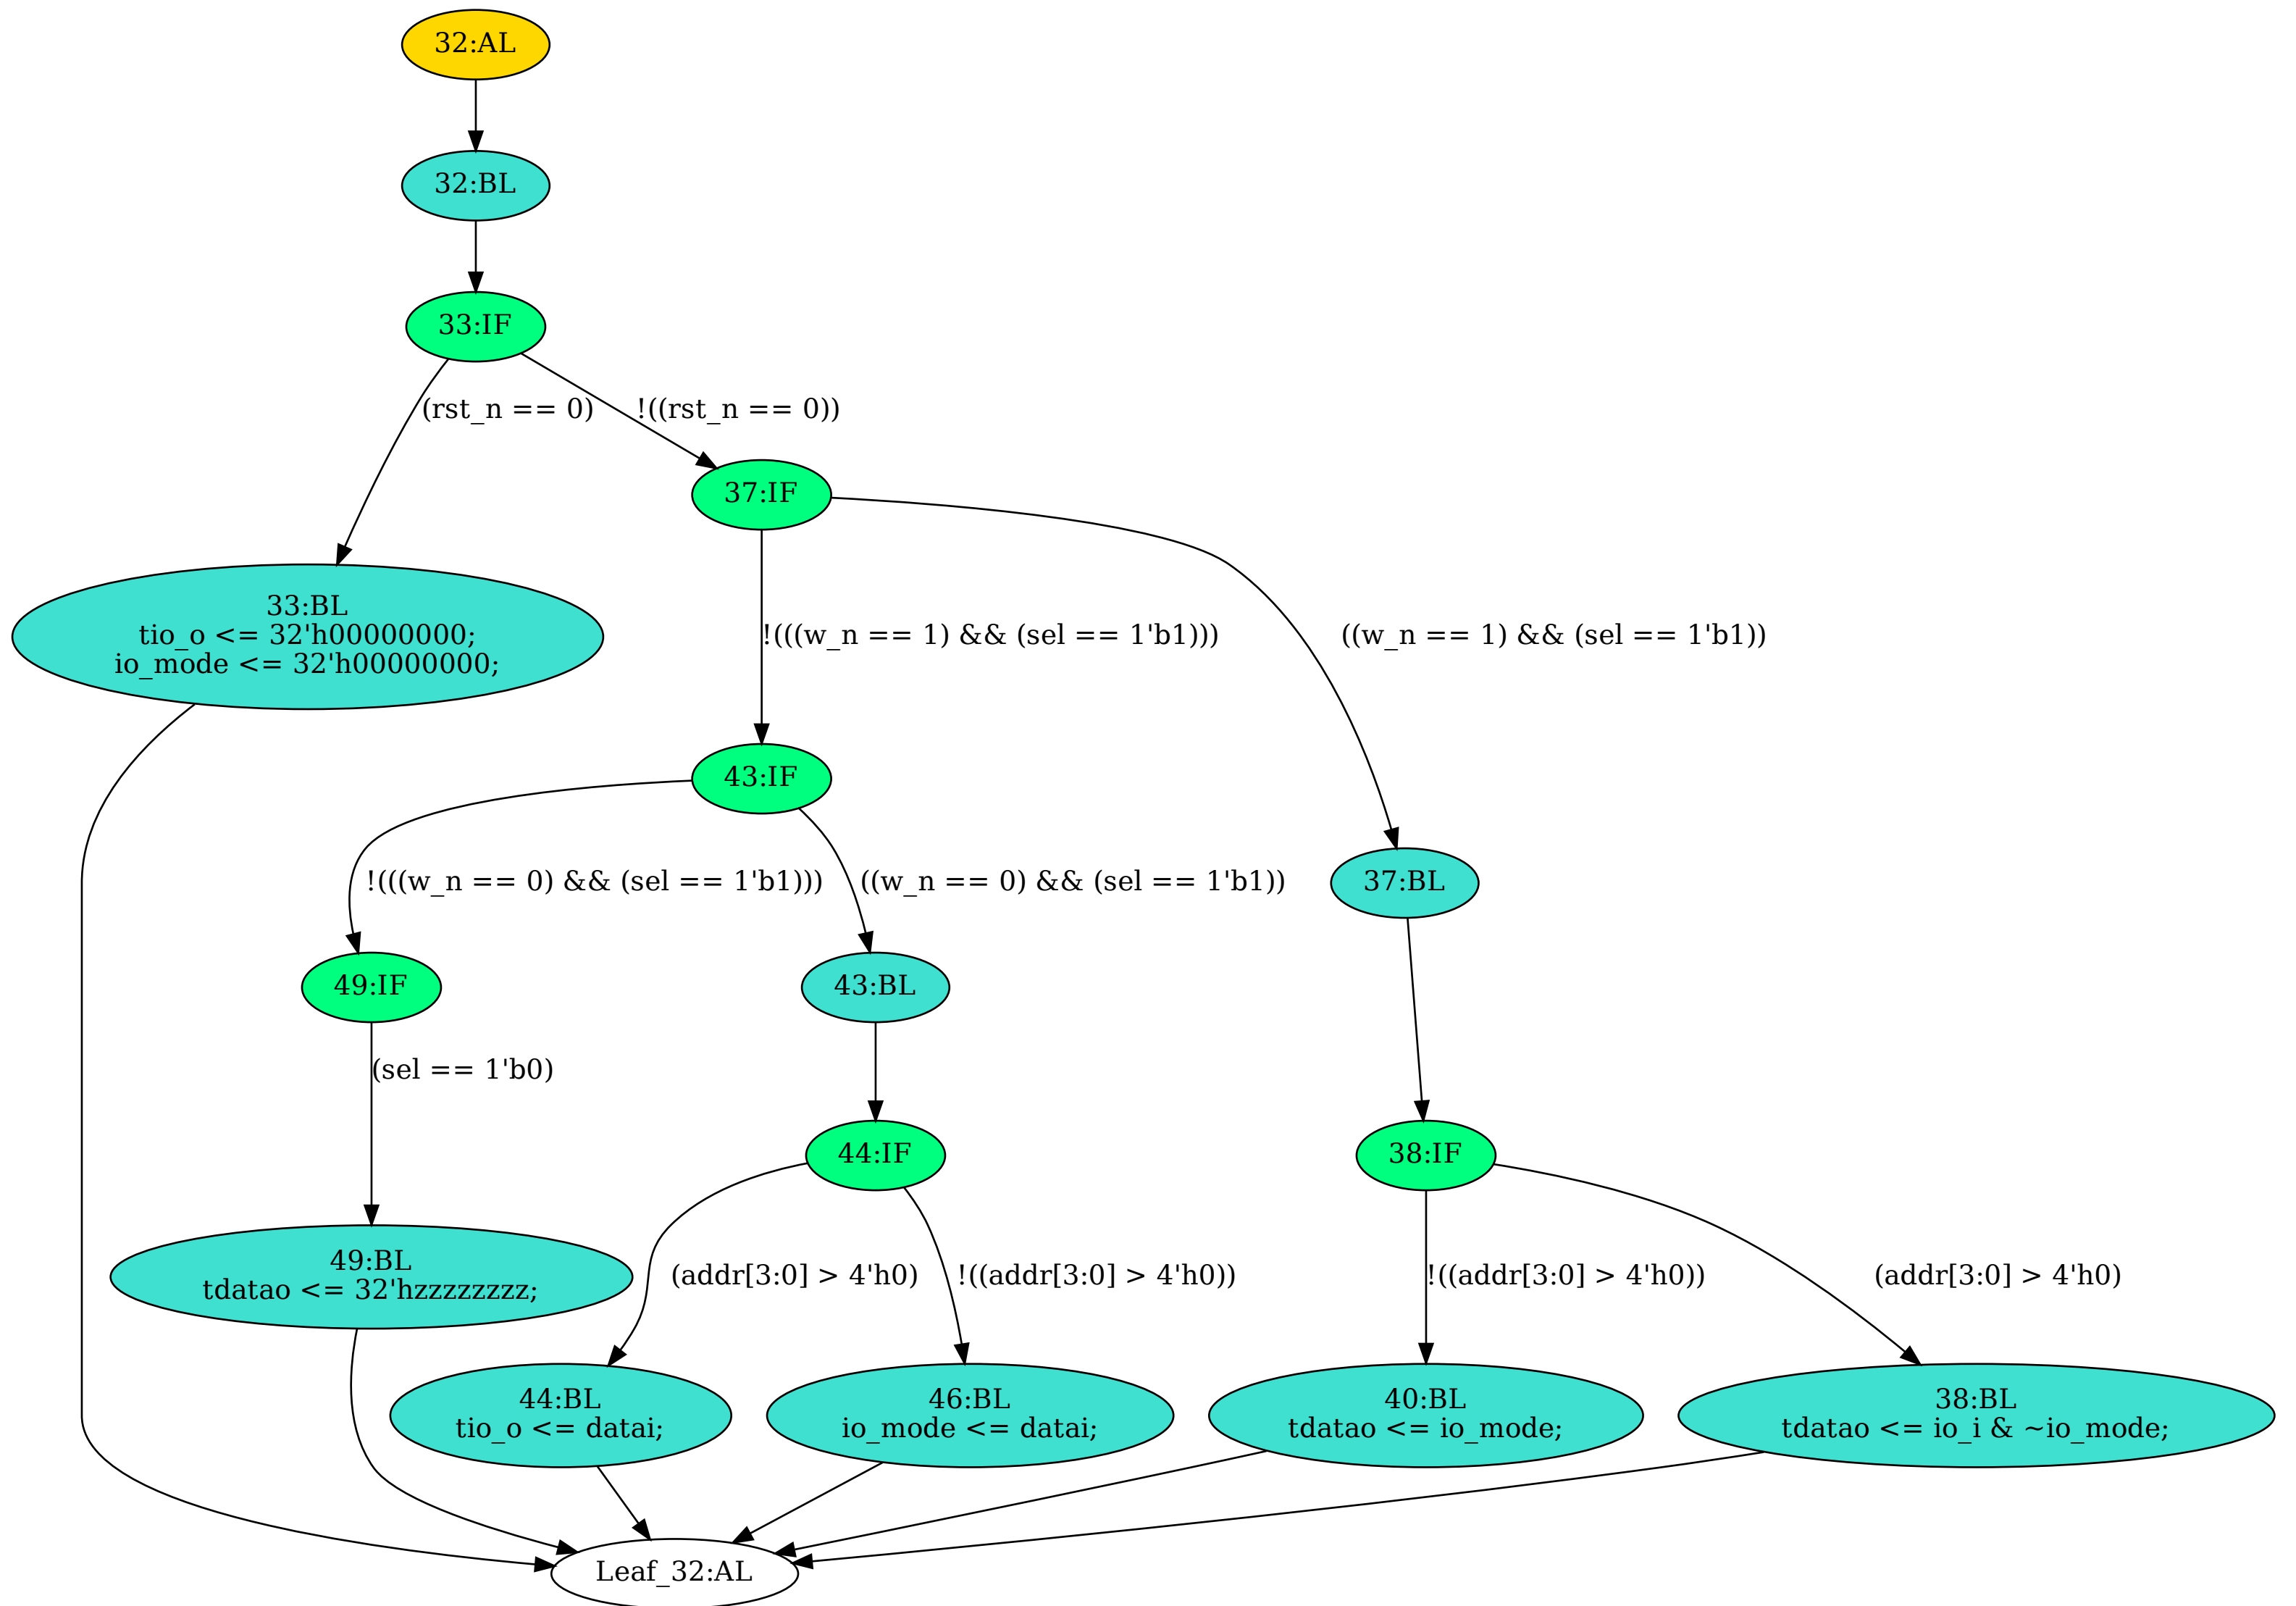 32:AL
32:BL
33:IF
(rst_n == 0)
!((rst_n == 0))
37:IF
33:BL
tio_o <= 32'h00000000;
io_mode <= 32'h00000000;
!(((w_n == 1) && (sel == 1'b1)))
((w_n == 1) && (sel == 1'b1))
43:IF
!(((w_n == 0) && (sel == 1'b1)))
((w_n == 0) && (sel == 1'b1))
37:BL
49:IF
43:BL
(sel == 1'b0)
44:IF
38:IF
49:BL
tdatao <= 32'hzzzzzzzz;
(addr[3:0] > 4'h0)
!((addr[3:0] > 4'h0))
!((addr[3:0] > 4'h0))
(addr[3:0] > 4'h0)
44:BL
tio_o <= datai;
46:BL
io_mode <= datai;
40:BL
tdatao <= io_mode;
38:BL
tdatao <= io_i & ~io_mode;
Leaf_32:AL